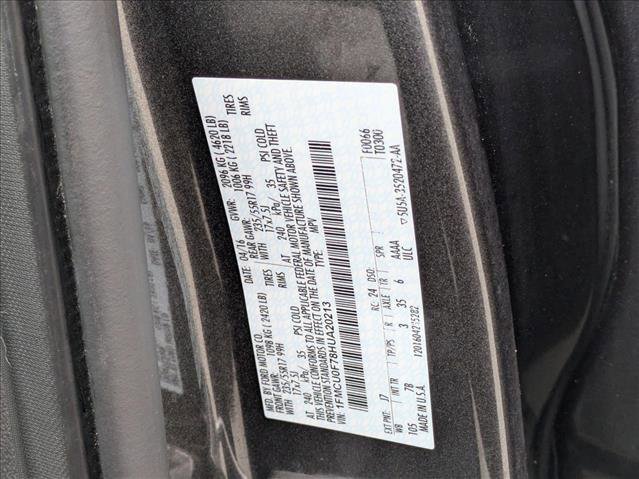 MFD. BY FORD MOTOR CO.
DATE: 04/16 GVWR: 2096 KG ( 4620 LB)
FRONT GAWR: 1098 KG ( 2420 LB) REAR GAWR: 1006 KG ( 2218 LB)
235/55R17 99H TIRES WITH 235/55R17 99H TIRES
17x7.5J RIMS 17x7.5J RIMS
AT 240 kPa/ 35 PSI COLD AT 240 kPa/ 35 PSI COLD
THIS VEHICLE CONFORMS TO ALL APPLICABLE FEDERAL MOTOR VEHICLE SAFETY AND THEFT
PREVENTION STANDARDS IN EFFECT ON THE DATE OF MANUFACTURE SHOWN ABOVE.
VIN: 1FMCU0F78HUA20213 TYPE: MPV
F0066
T0300
EXT PNT: J7 RC: 24 DSO:
WB INT TR TP/PS R AXLE TR SPR
105 7B 3 35 6 AAAA
MADE IN U.S.A. ULC
▽5U5A-3520472-AA